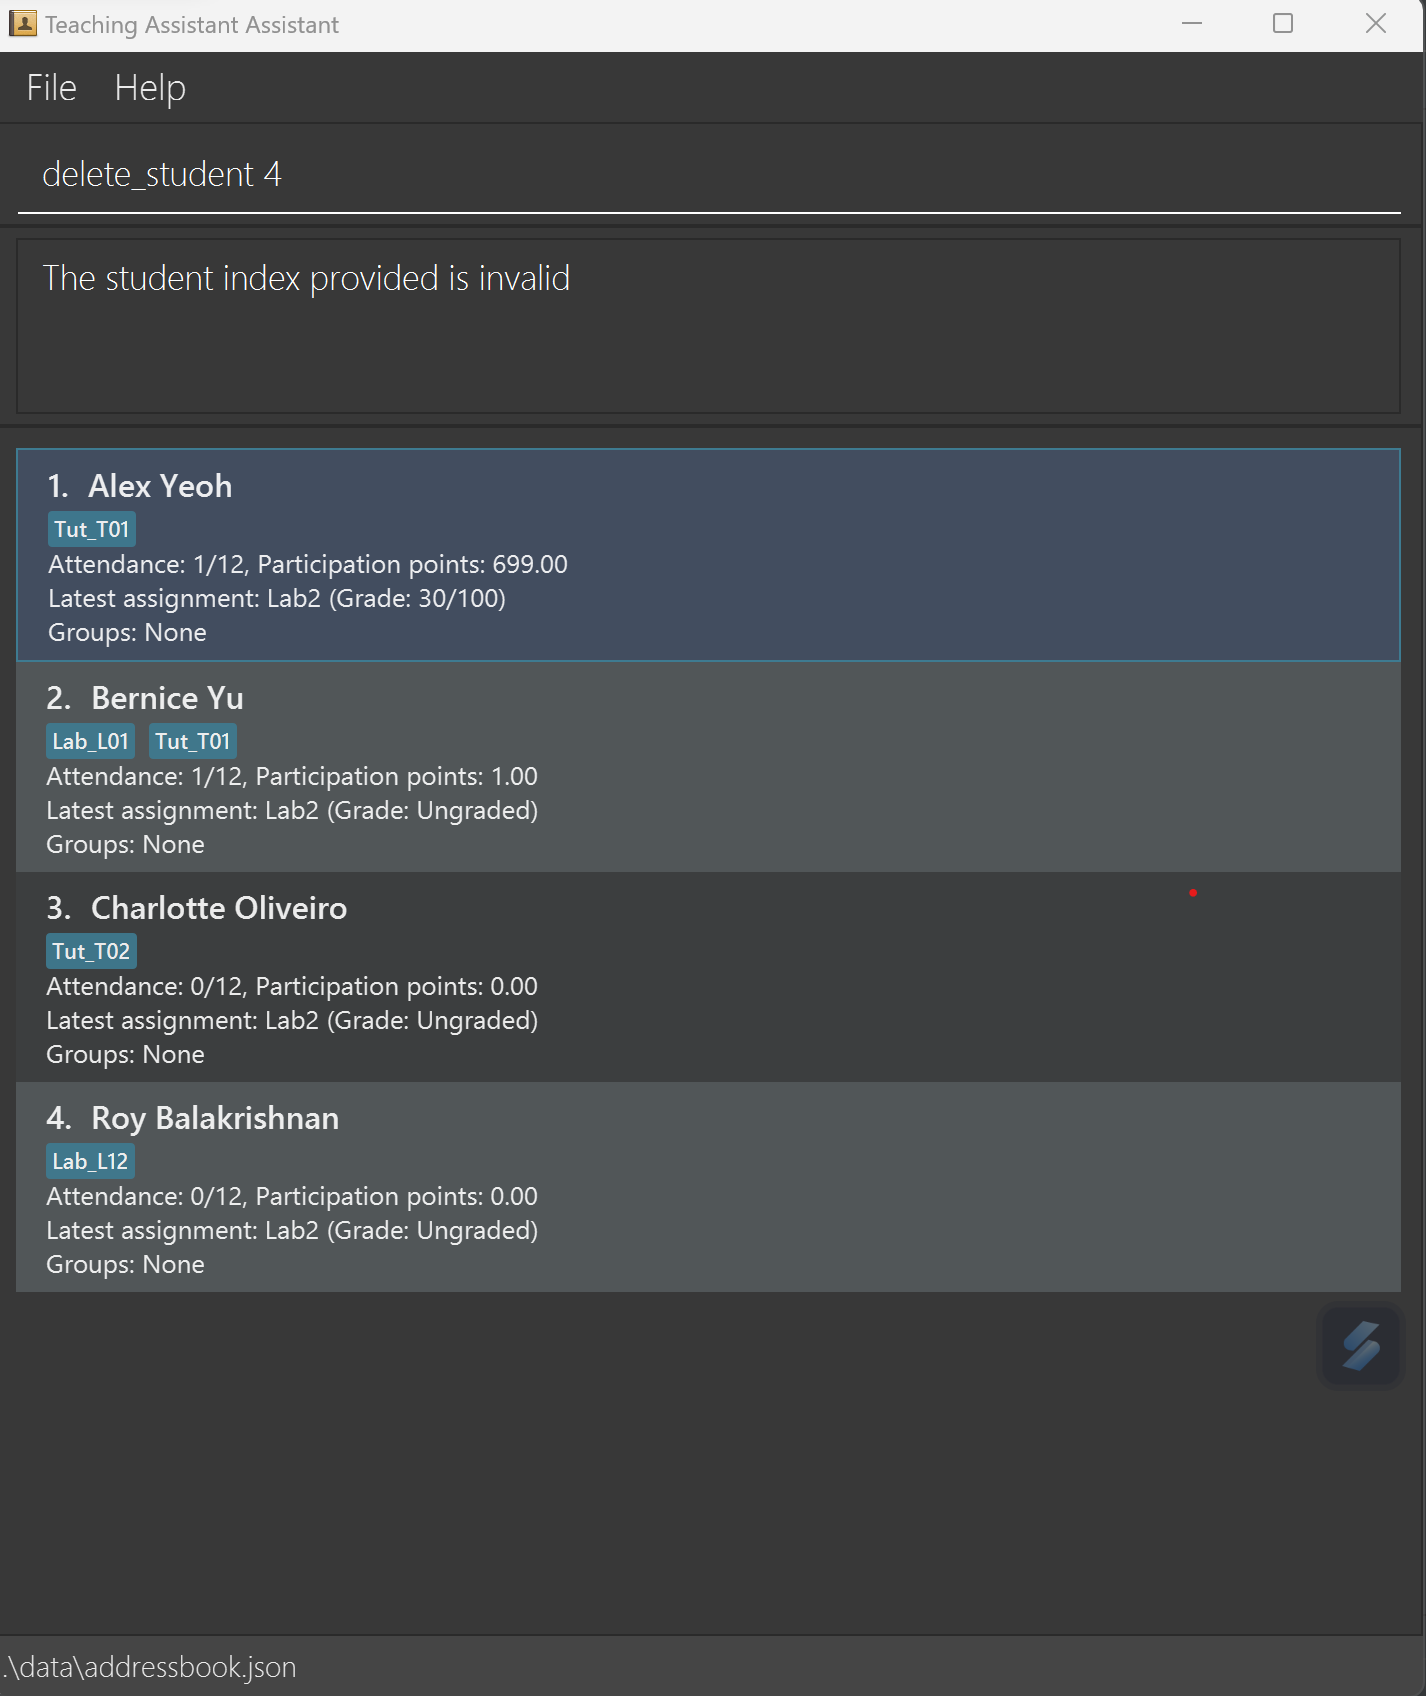 Teaching Assistant Assistant
File Help
delete_student 4
The student index provided is invalid
1. Alex Yeoh
Tut_T01
Attendance: 1/12, Participation points: 699.00
Latest assignment: Lab2 (Grade: 30/100)
Groups: None
2. Bernice Yu
Lab_L01 Tut_T01
Attendance: 1/12, Participation points: 1.00
Latest assignment: Lab2 (Grade: Ungraded)
Groups: None
3. Charlotte Oliveiro
Tut_T02
Attendance: 0/12, Participation points: 0.00
Latest assignment: Lab2 (Grade: Ungraded)
Groups: None
4. Roy Balakrishnan
Lab_L12
Attendance: 0/12, Participation points: 0.00
Latest assignment: Lab2 (Grade: Ungraded)
Groups: None
.\data\addressbook.json